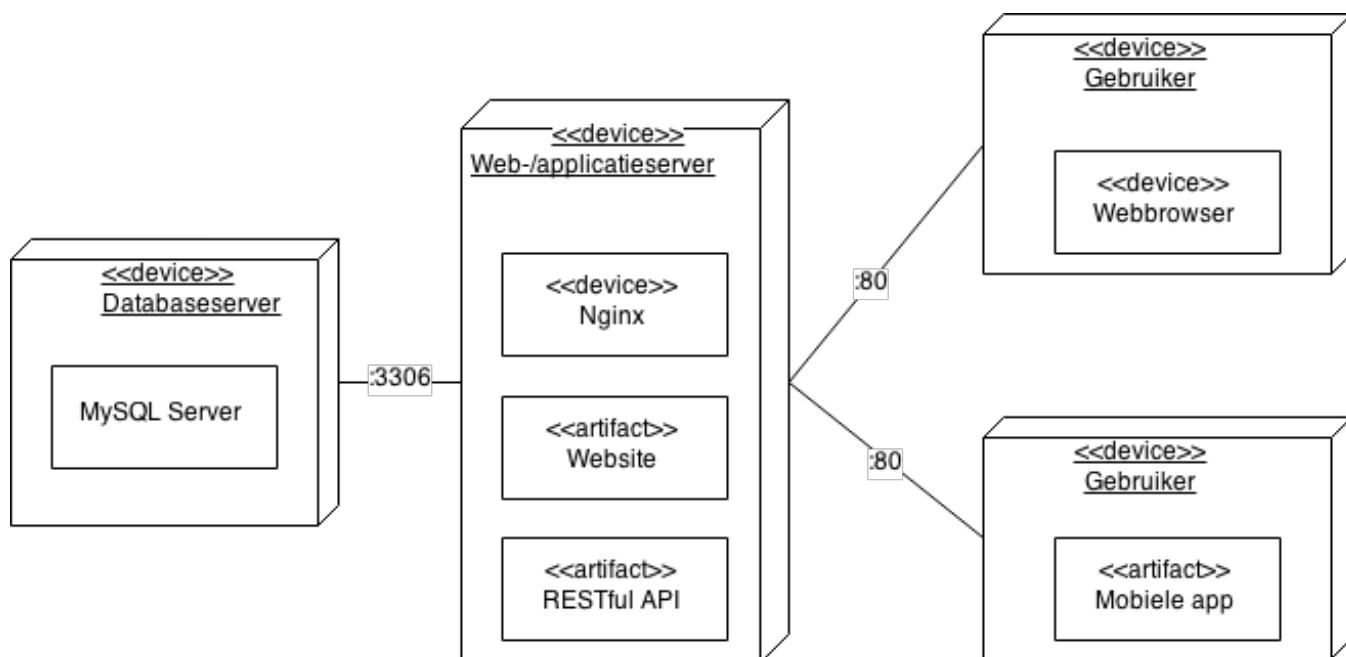 <<device>>
Databaseserver
MySQL Server
:3306
<<device>>
Web-/applicatieserver
<<device>>
Nginx
<<artifact>>
Website
<<artifact>>
RESTful API
:80
:80
<<device>>
Gebruiker
<<device>>
Webbrowser
<<device>>
Gebruiker
<<artifact>>
Mobiele app